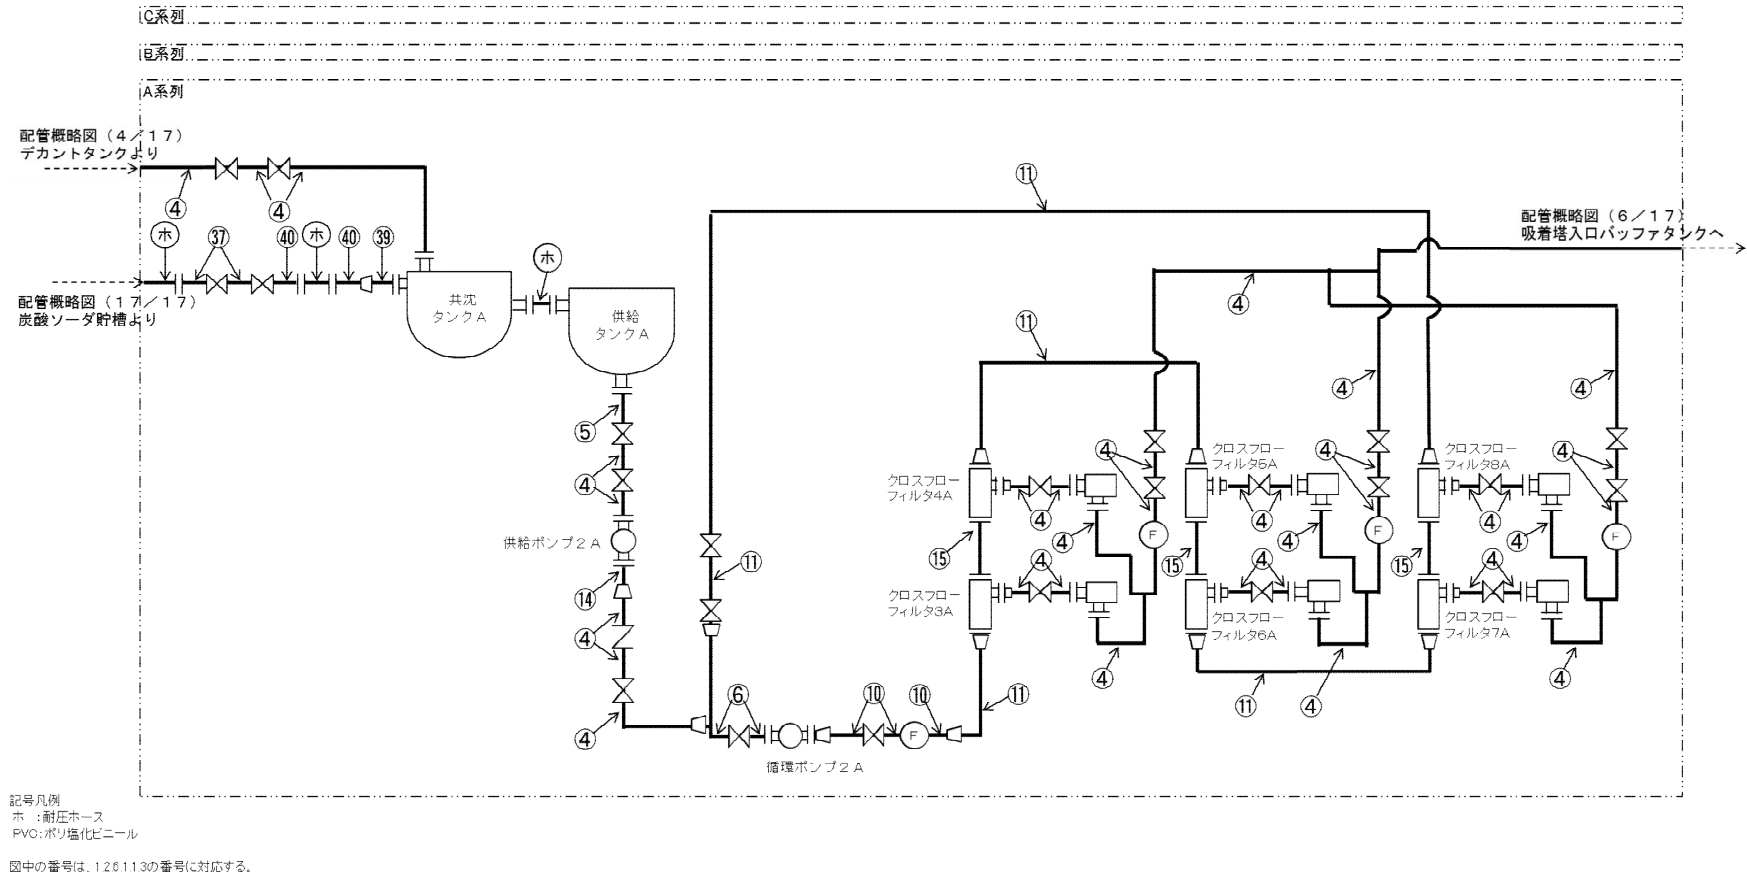 C系列
B系列
A系列
配管概略図（４／１７）
デカントタンクより
④
④
ホ
㊲
㊵
ホ
㊵
㊴
配管概略図（１７／１７）
炭酸ソーダ貯槽より
共沈
タンクA
ホ
供給
タンクA
⑪
配管概略図（６／１７）
吸着塔入口バッファタンクへ
④
⑪
④
④
⑤
④
供給ポンプ２A
⑭
④
④
⑪
⑥
循環ポンプ２A
⑩
F
⑩
⑪
クロスフロー
フィルタ4A
④
④
④
F
⑮
クロスフロー
フィルタ3A
④
④
クロスフロー
フィルタ5A
④
④
④
F
⑮
④
クロスフロー
フィルタ6A
④
⑪
クロスフロー
フィルタ8A
④
④
④
F
⑮
④
クロスフロー
フィルタ7A
④
記号凡例
ホ ：耐圧ホース
PVC：ポリ塩化ビニール
図中の番号は、1.2.6.1.1.3の番号に対応する。